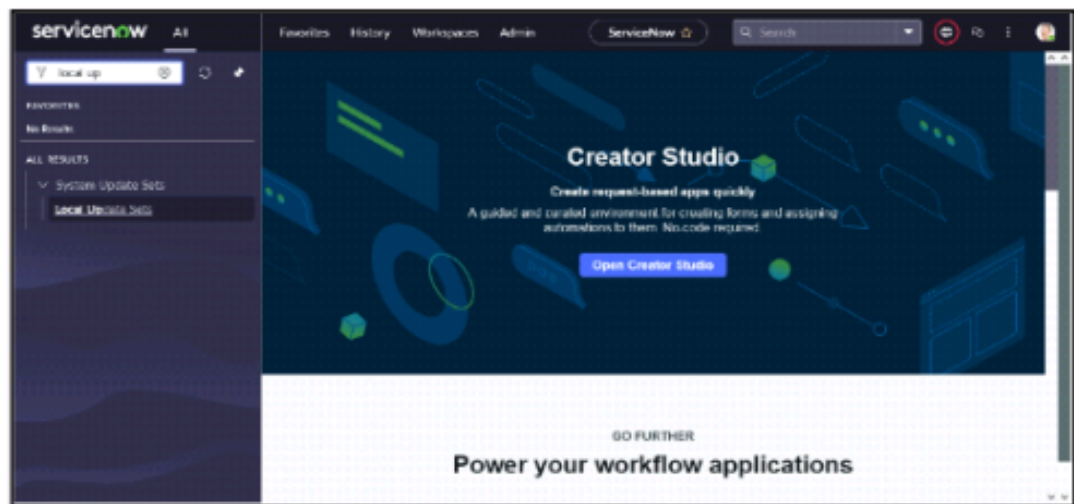 servicenow All Favorites History Workspaces Admin ServiceNow Search
local up
FAVORITES
No Results
ALL RESULTS
System Update Sets
Local Update Sets
Creator Studio
Create request-based apps quickly
A guided and curated environment for creating forms and assigning
automations to them. No-code required
Open Creator Studio
GO FURTHER
Power your workflow applications